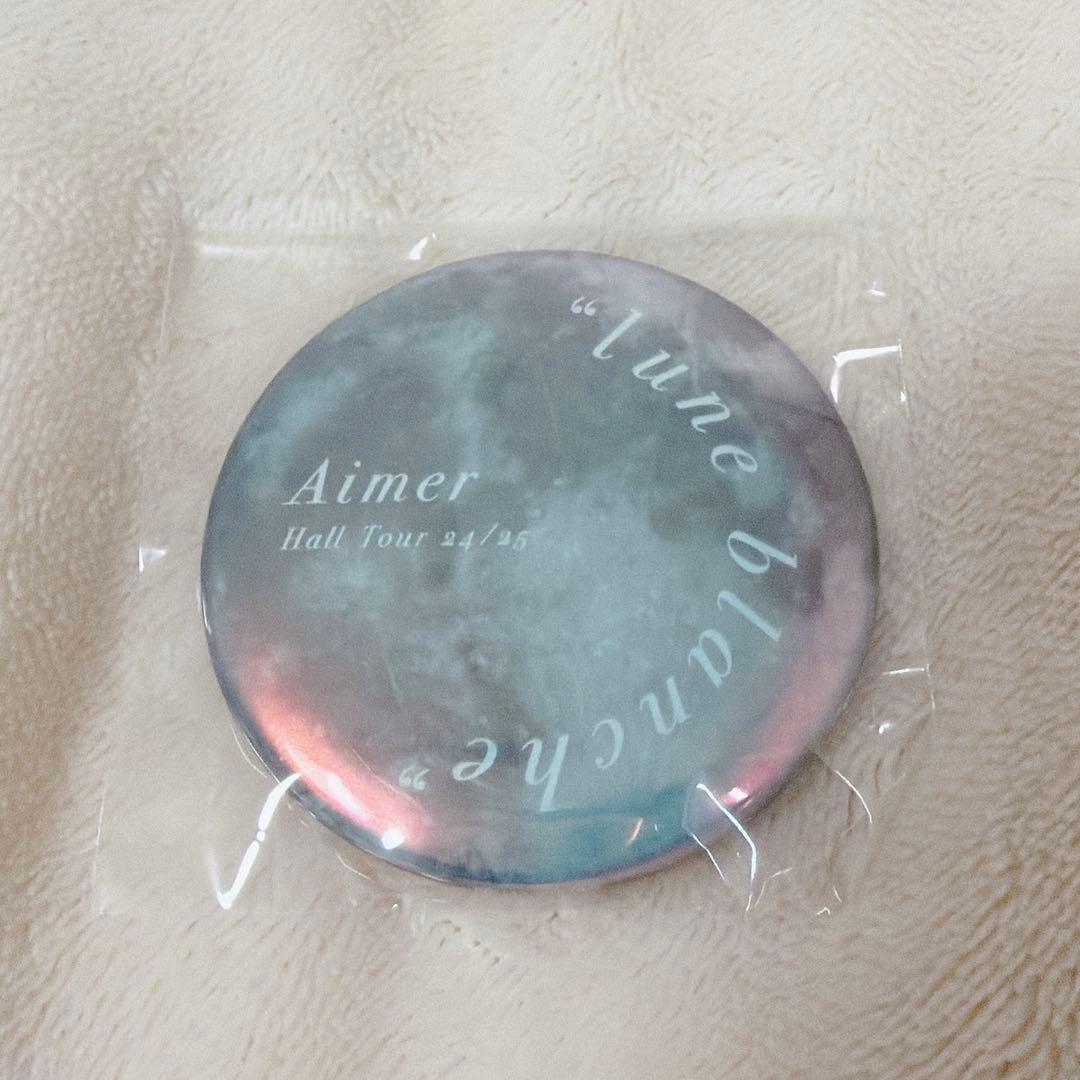 Aimer
Hall Tour 24/25
“lune blanche”